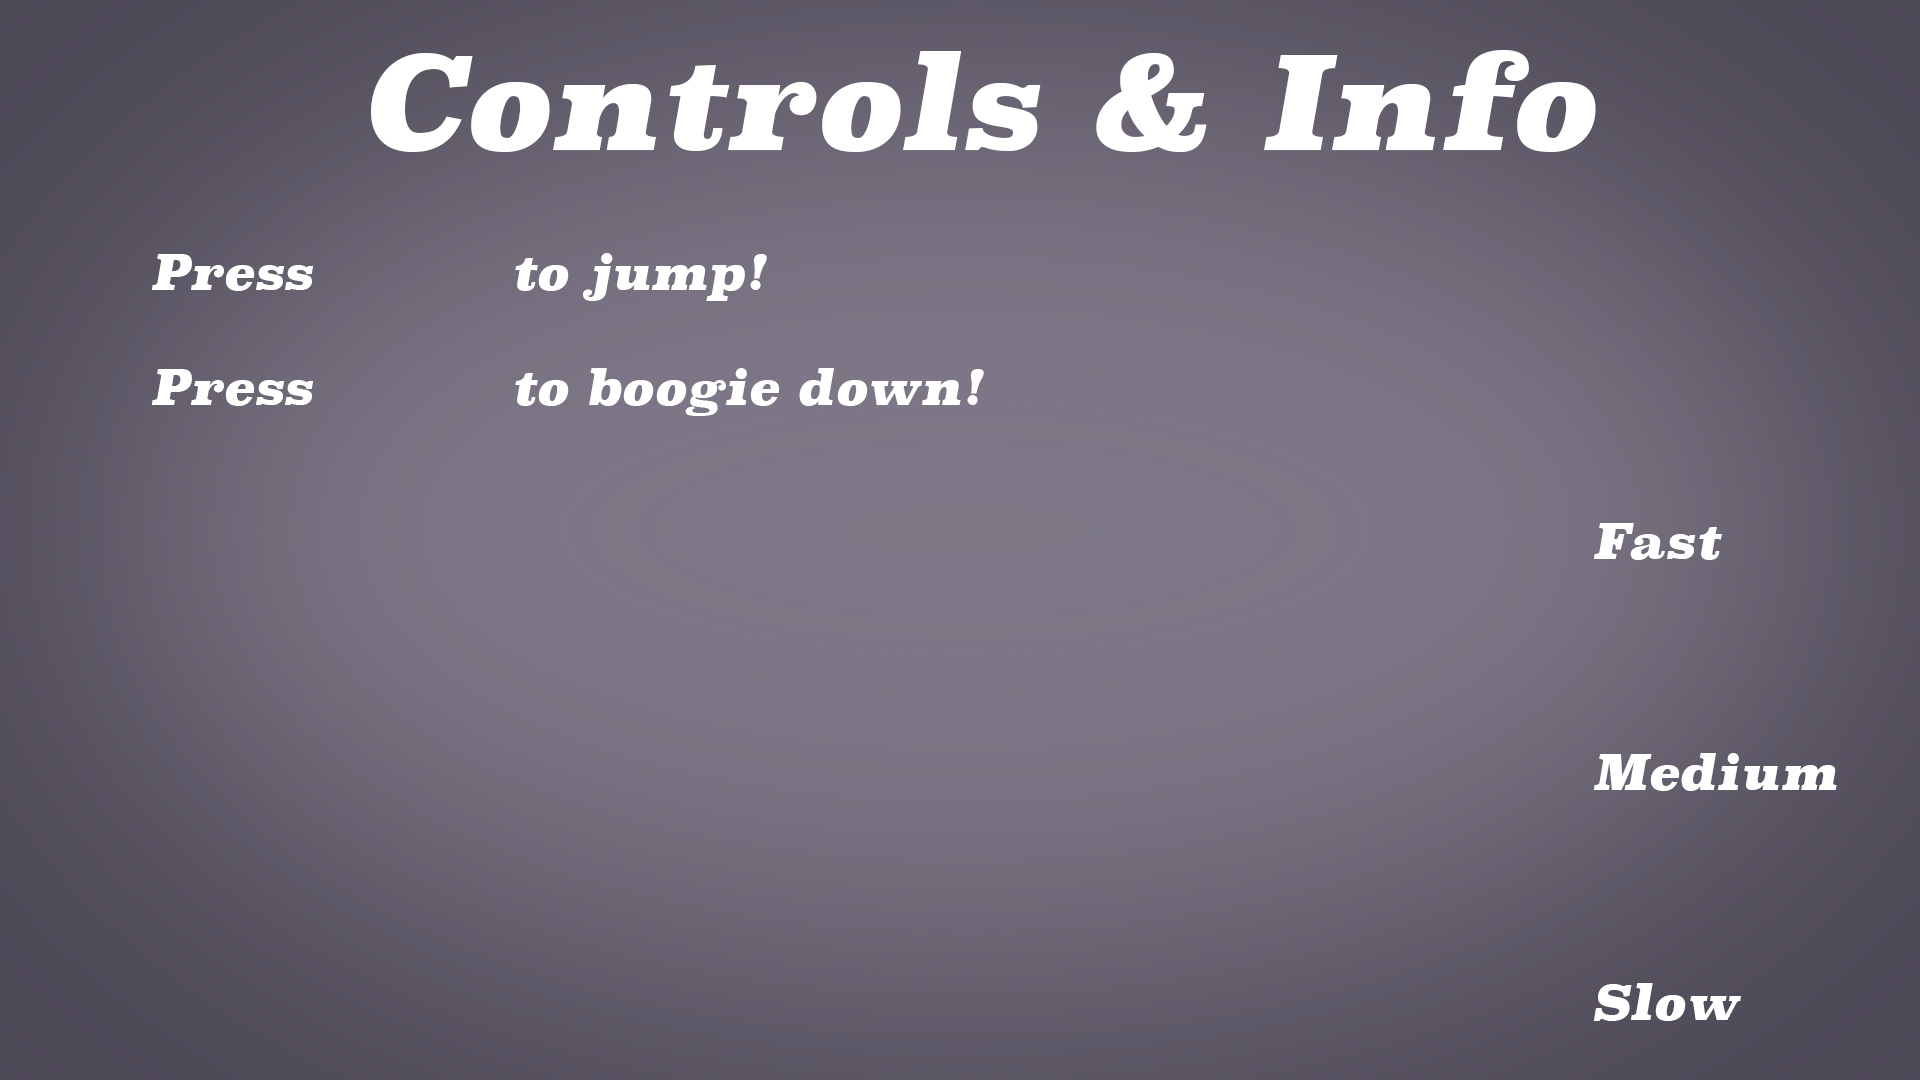 Controls & Info
Press to jump!
Press to boogie down!
Fast
Medium
Slow